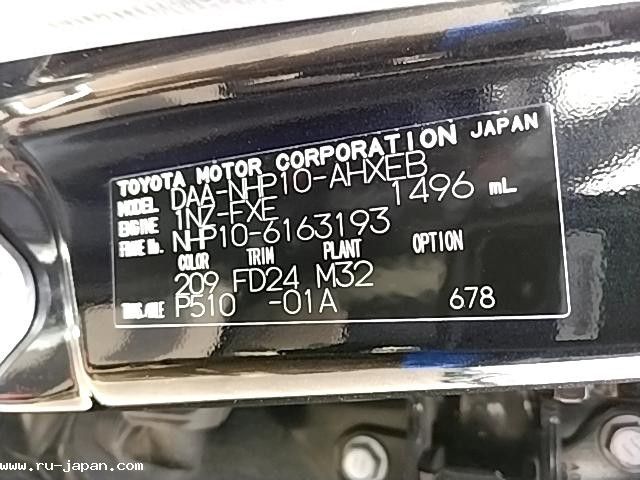 TOYOTA MOTOR CORPORATION JAPAN
MODEL DAA-NHP10-AHXEB
ENGINE 1NZ-FXE 1496 mL
FRAME No. NHP10-6163193
COLOR TRIM PLANT OPTION
209 FD24 M32
TRANS./AXLE P510 -01A 678
www.ru-japan.com